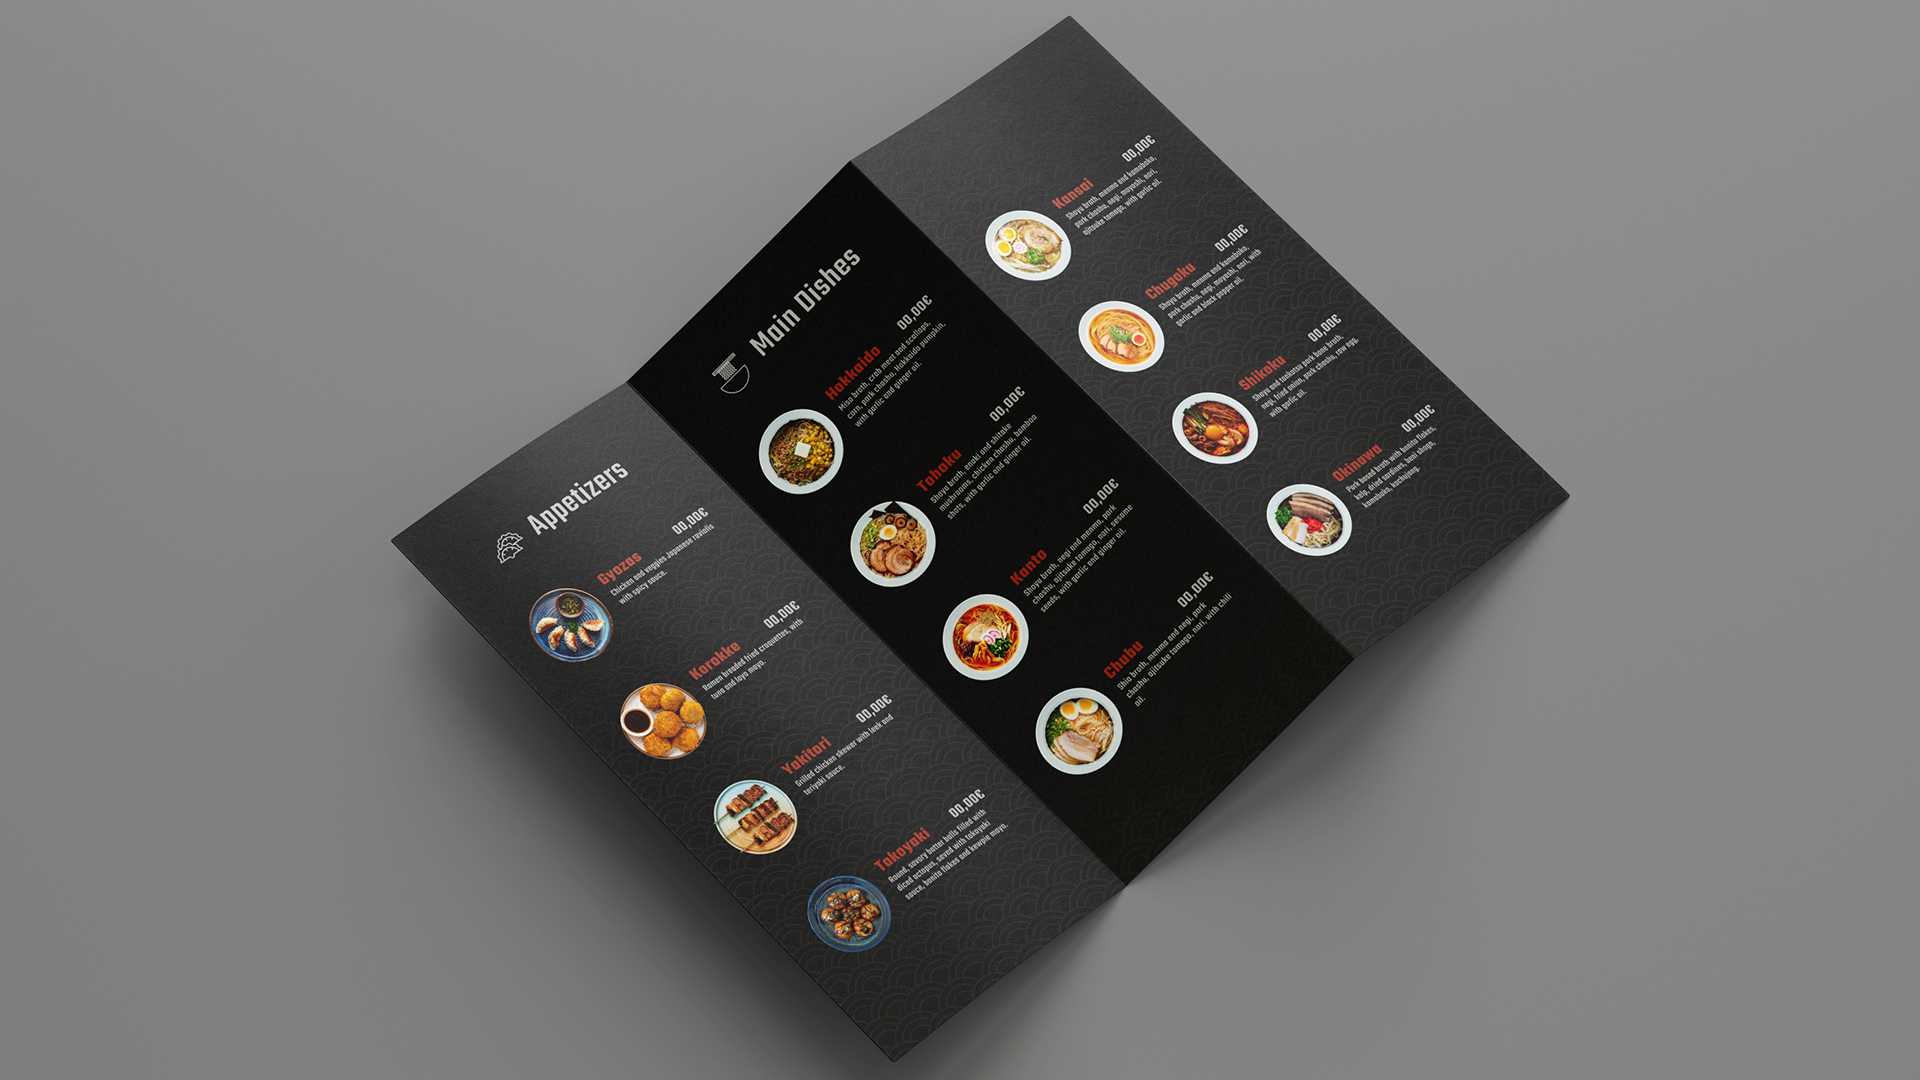 Appetizers
Gyozas
00,00€
Chicken and veggies Japanese raviolis
with spicy sauce.
Korokke
00,00€
Ramen breaded fried croquettes, with
tuna and layo mayo.
Yakitori
00,00€
Grilled chicken skewer with leek and
teriyaki sauce.
Takoyaki
00,00€
Round, savory batter balls filled with
diced octopus, saved with takoyaki
sauce, bonito flakes and kewpie mayo.
Main Dishes
Hokkaido
00,00€
Miso broth, crab meat and scallops,
corn, pork chashu, Hokkaido pumpkin,
with garlic and ginger oil.
Tohoku
00,00€
Shoyu broth, enoki and shitake
mushrooms, chicken chashu, bamboo
shots, with garlic and ginger oil.
Kanto
00,00€
Shoyu broth, negi and menma, pork
chashu, ajitsuke tamago, nori, sesame
seeds, with garlic and ginger oil.
Chubu
00,00€
Shio broth, menma and negi, pork
chashu, ajitsuke tamago, nori, with chili
oil.
Kansai
00,00€
Shoyu broth, menma and kamaboko,
pork chashu, negi, moyashi, nori,
ajitsuke tamago, with garlic oil.
Chugoku
00,00€
Shoyu broth, menma and kamaboko,
pork chashu, negi, moyashi, nori, with
garlic and black pepper oil.
Shikoku
00,00€
Shoyu and tonkotsu pork bone broth,
negi, fried onion, pork chashu, raw egg,
with garlic oil.
Okinawa
00,00€
Pork based broth with bonito flakes,
kelp, dried sardines, beni shoga,
kamaboko, kochujang.